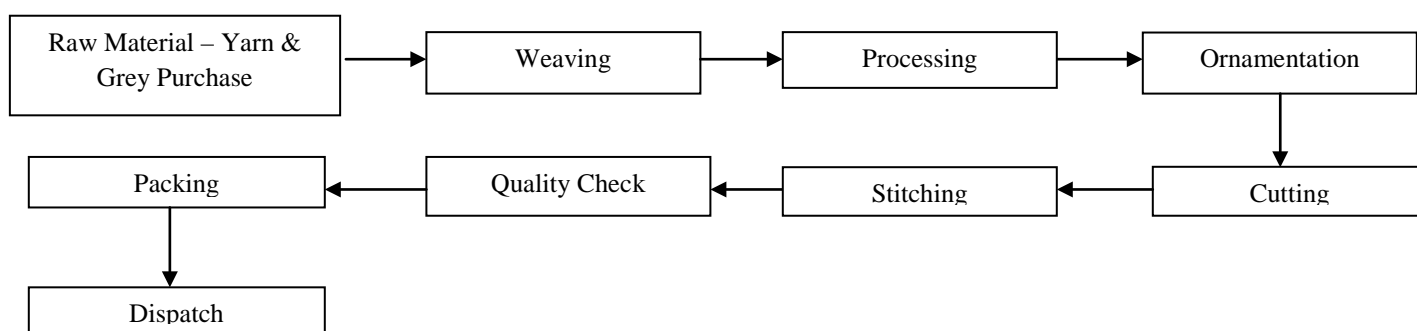 Raw Material – Yarn &
Grey Purchase
Weaving
Processing
Ornamentation
Cutting
Stitching
Quality Check
Packing
Dispatch